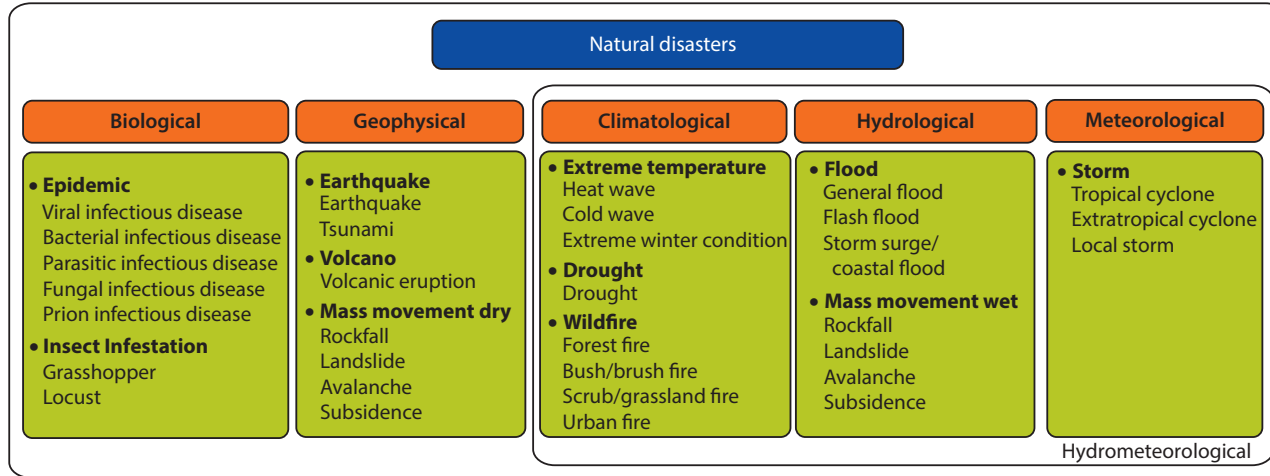 Natural disasters
Biological
• Epidemic
Viral infectious disease
Bacterial infectious disease
Parasitic infectious disease
Fungal infectious disease
Prion infectious disease
• Insect Infestation
Grasshopper
Locust
Geophysical
• Earthquake
Earthquake
Tsunami
• Volcano
Volcanic eruption
• Mass movement dry
Rockfall
Landslide
Avalanche
Subsidence
Climatological
• Extreme temperature
Heat wave
Cold wave
Extreme winter condition
• Drought
Drought
• Wildfire
Forest fire
Bush/brush fire
Scrub/grassland fire
Urban fire
Hydrological
• Flood
General flood
Flash flood
Storm surge/
coastal flood
• Mass movement wet
Rockfall
Landslide
Avalanche
Subsidence
Meteorological
• Storm
Tropical cyclone
Extratropical cyclone
Local storm
Hydrometeorological